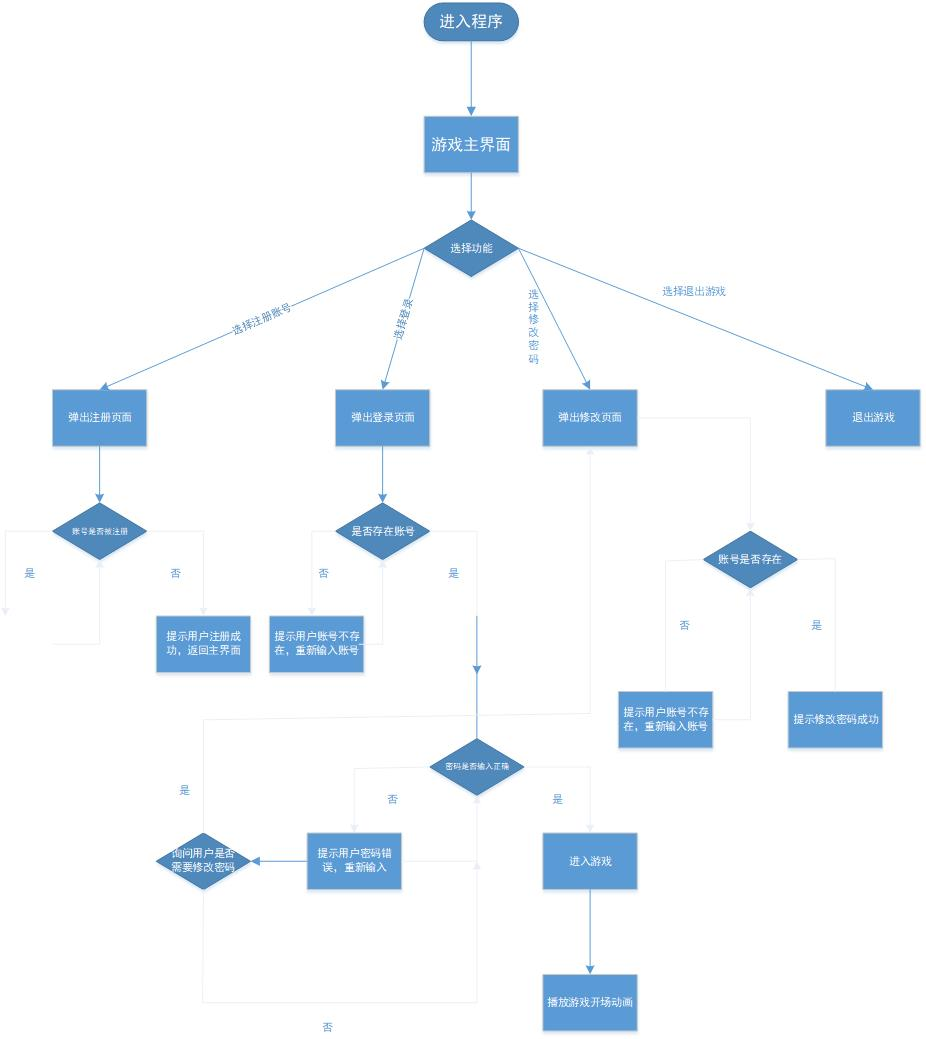 进入程序
游戏主界面
选择功能
选择注册账号
选择登录
选择修改密码
选择退出游戏
弹出注册页面
弹出登录页面
弹出修改页面
退出游戏
账号是否被注册
是否存在账号
账号是否存在
是
否
否
是
否
是
提示用户注册成
功，返回主界面
提示用户账号不存
在，重新输入账号
提示用户账号不存
在，重新输入账号
提示修改密码成功
密码是否输入正确
是
否
是
询问用户是否
需要修改密码
提示用户密码错
误，重新输入
进入游戏
播放游戏开场动画
否